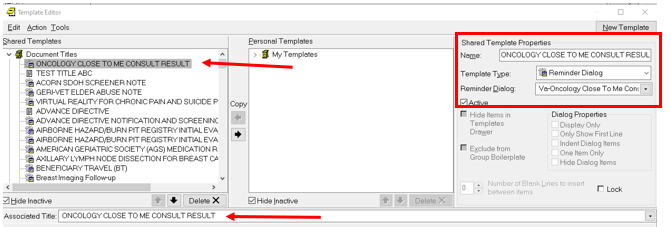 Template Editor
Edit Action Tools
New Template
Shared Templates
Document Titles
ONCOLOGY CLOSE TO ME CONSULT RESULT
TEST TITLE ABC
ACORN SDOH SCREENER NOTE
GERI-VET ELDER ABUSE NOTE
VIRTUAL REALITY FOR CHRONIC PAIN AND SUICIDE P
ADVANCE DIRECTIVE
ADVANCE DIRECTIVE NOTIFICATION AND SCREENING
AIRBORNE HAZARD/BURN PIT REGISTRY INITIAL EVA
AIRBORNE HAZARD/BURN PIT REGISTRY INITIAL EVA
AMERICAN GERIATRIC SOCIETY (AGS) MEDICATION R
AXILLARY LYMPH NODE DISSECTION FOR BREAST CA
BENEFICIARY TRAVEL (BT)
Breast Imaging Follow-up
Hide Inactive
Delete
Copy
Personal Templates
My Templates
Hide Inactive
Delete
Shared Template Properties
Name: ONCOLOGY CLOSE TO ME CONSULT RESUL
Template Type: Reminder Dialog
Reminder Dialog: Va-Oncology Close To Me Con
Active
Hide Items in
Templates
Drawer
Exclude from
Group Boilerplate
Dialog Properties
Display Only
Only Show First Line
Indent Dialog Items
One Item Only
Hide Dialog Items
0
Number of Blank Lines to insert
between items
Lock
Associated Title: ONCOLOGY CLOSE TO ME CONSULT RESULT